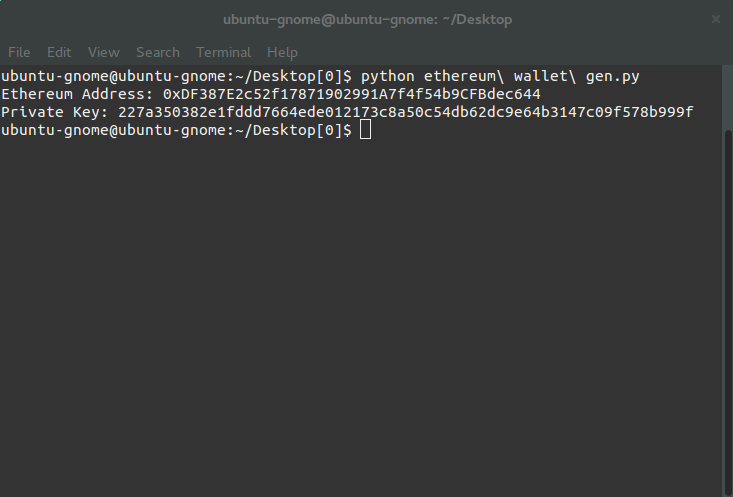 ubuntu-gnome@ubuntu-gnome: ~/Desktop
File Edit View Search Terminal Help
ubuntu-gnome@ubuntu-gnome:~/Desktop[0]$ python ethereum\ wallet\ gen.py
Ethereum Address: 0xDF387E2c52f17871902991A7f4f54b9CFBdec644
Private Key: 227a350382e1fddd7664ede012173c8a50c54db62dc9e64b3147c09f578b999f
ubuntu-gnome@ubuntu-gnome:~/Desktop[0]$